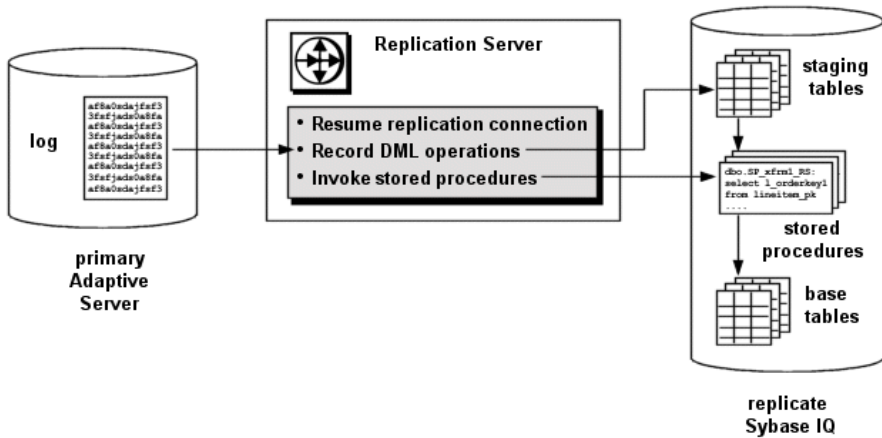 Replication Server
log
af8a0sdajfsf3
3fsfjads0a8fa
af8a0sdajfsf3
3fsfjads0a8fa
af8a0sdajfsf3
3fsfjads0a8fa
af8a0sdajfsf3
3fsfjads0a8fa
af8a0sdajfsf3
primary
Adaptive
Server
• Resume replication connection
• Record DML operations
• Invoke stored procedures
staging
tables
dbo.SP_xfrm1_RS:
select l_orderkey1
from lineitem_pk
....
stored
procedures
base
tables
replicate
Sybase IQ